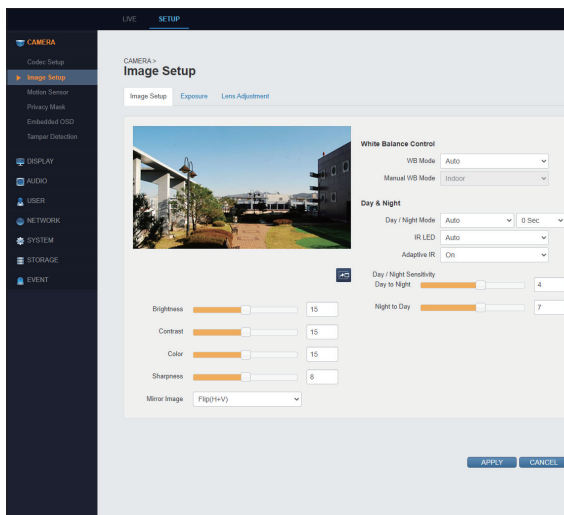 LIVE SETUP
CAMERA
Codec Setup
Image Setup
Motion Sensor
Privacy Mask
Embedded OSD
Tamper Detection
DISPLAY
AUDIO
USER
NETWORK
SYSTEM
STORAGE
EVENT
CAMERA >
Image Setup
Image Setup Exposure Lens Adjustment
Brightness 15
Contrast 15
Color 15
Sharpness 8
Mirror Image Flip(H+V)
White Balance Control
WB Mode Auto
Manual WB Mode Indoor
Day & Night
Day / Night Mode Auto 0 Sec
IR LED Auto
Adaptive IR On
Day / Night Sensitivity
Day to Night 4
Night to Day 7
APPLY CANCEL